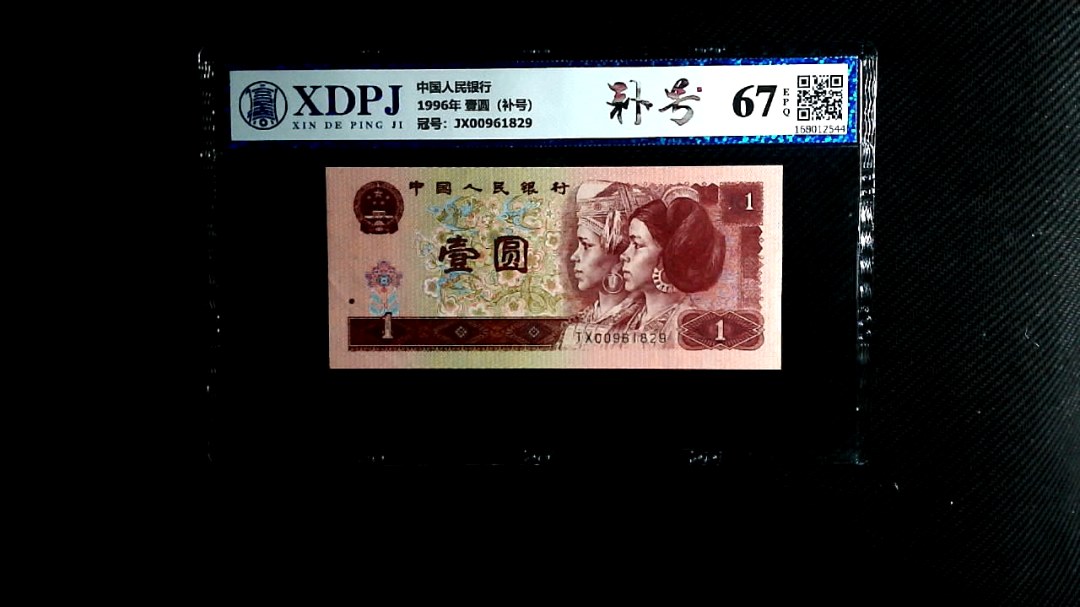 XDPJ
XIN DE PING JI
中国人民银行
1996年 壹圆（补号）
冠号：JX00961829
补号
67
EPQ
168012544
中国人民银行
1
壹圆
1
JX00961829
1